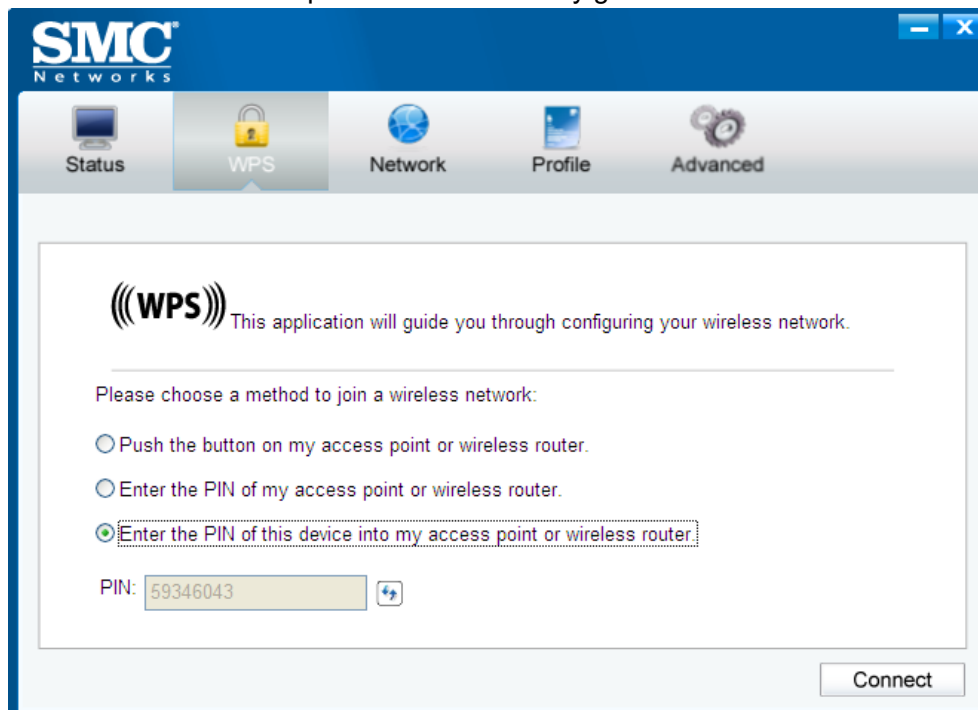 SMC
Networks
Status WPS Network Profile Advanced
(((WPS))) This application will guide you through configuring your wireless network.
Please choose a method to join a wireless network:
Push the button on my access point or wireless router.
Enter the PIN of my access point or wireless router.
Enter the PIN of this device into my access point or wireless router.
PIN: 59346043
Connect